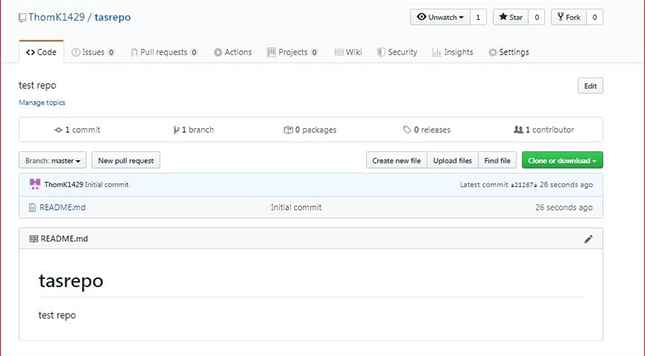 ThomK1429 / tasrepo Unwatch 1 Star 0 Fork 0
Code Issues 0 Pull requests 0 Actions Projects 0 Wiki Security Insights Settings
test repo Edit
Manage topics
1 commit 1 branch 0 packages 0 releases 1 contributor
Branch: master New pull request Create new file Upload files Find file Clone or download
ThomK1429 Initial commit Latest commit a21267a 26 seconds ago
README.md Initial commit 26 seconds ago
README.md
tasrepo
test repo